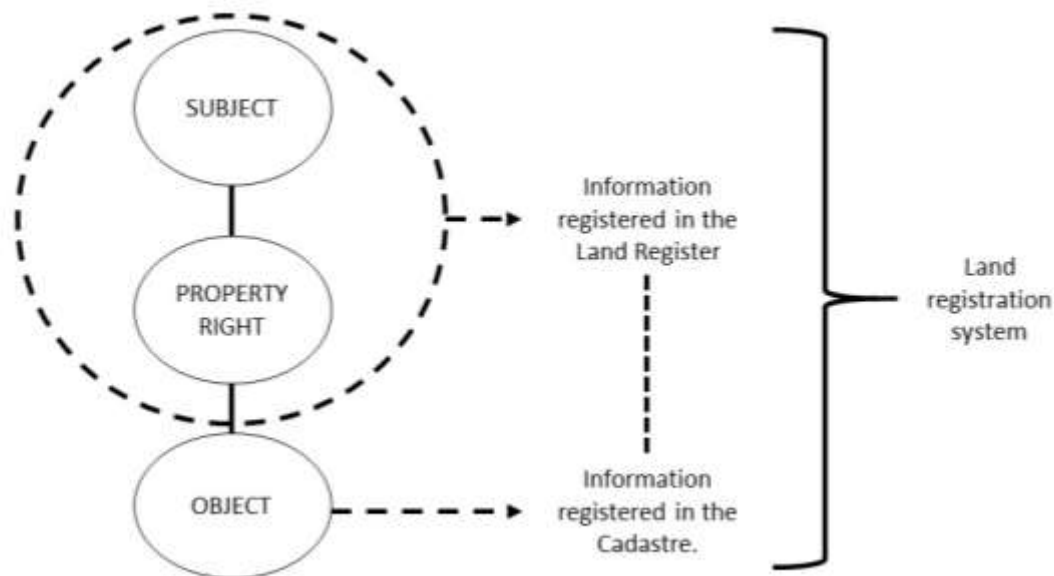 SUBJECT
Information
registered in the
Land Register
PROPERTY
RIGHT
Land
registration
system
OBJECT
Information
registered in the
Cadastre.